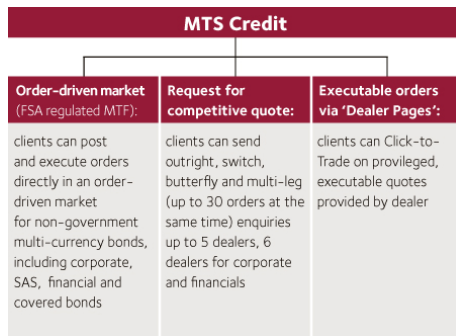 MTS Credit
Order-driven market
(FSA regulated MTF):
clients can post
and execute orders
directly in an order-
driven market
for non-government
multi-currency bonds,
including corporate,
SAS, financial and
covered bonds
Request for
competitive quote:
clients can send
outright, switch,
butterfly and multi-leg
(up to 30 orders at the
same time) enquiries
up to 5 dealers, 6
dealers for corporate
and financials
Executable orders
via ‘Dealer Pages’:
clients can Click-to-
Trade on provileged,
executable quotes
provided by dealer